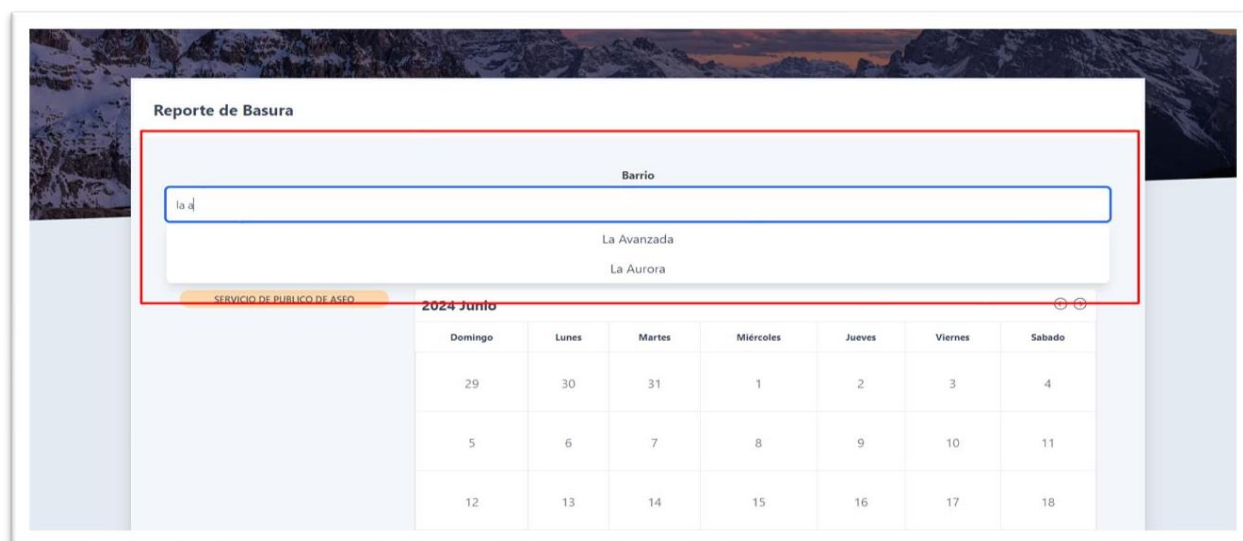 Reporte de Basura
Barrio
la a
La Avanzada
La Aurora
SERVICIO DE PUBLICO DE ASEO
2024 Junio
Domingo Lunes Martes Miércoles Jueves Viernes Sabado
29 30 31 1 2 3 4
5 6 7 8 9 10 11
12 13 14 15 16 17 18